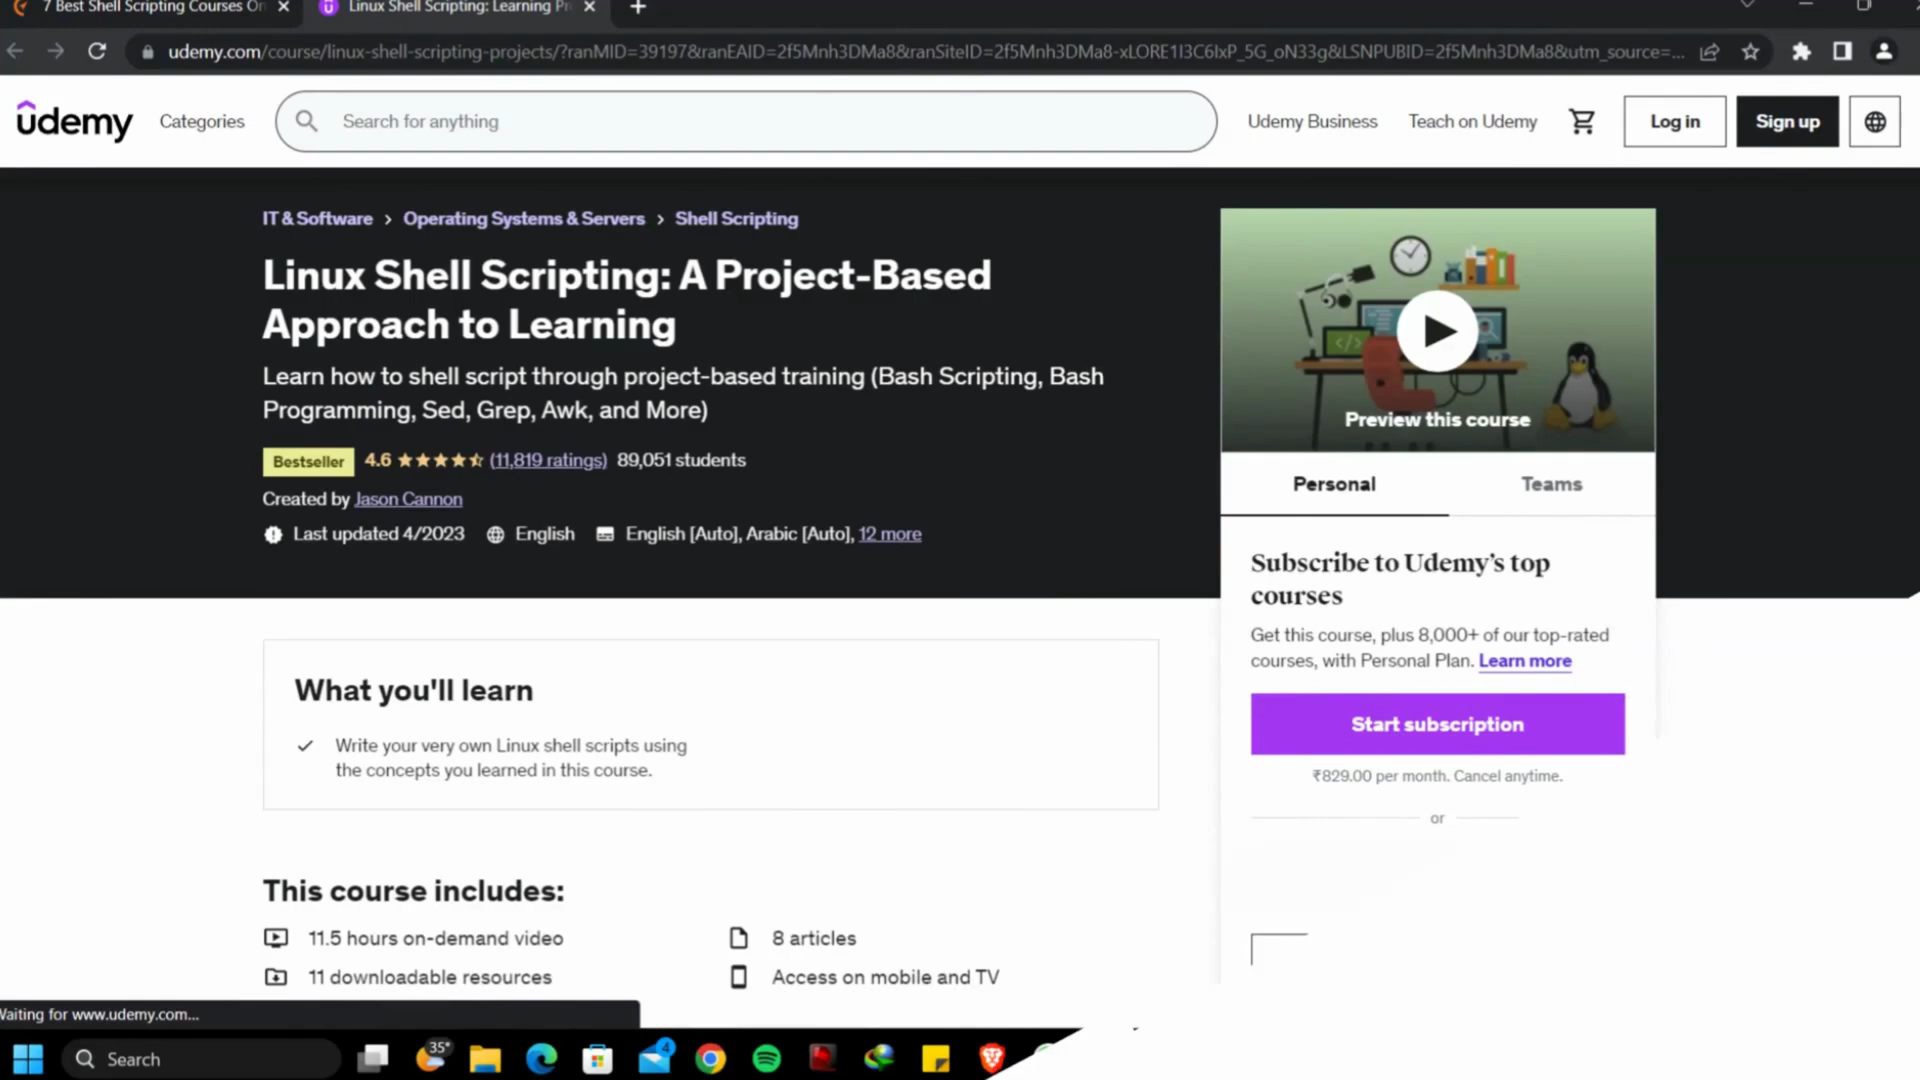 7 Best Shell Scripting Courses On
Linux Shell Scripting: Learning Pr
udemy.com/course/linux-shell-scripting-projects/?ranMID=39197&ranEAID=2f5Mnh3DMa8&ranSiteID=2f5Mnh3DMa8-xLORE1I3C6IxP_5G_oN33g&LSNPUBID=2f5Mnh3DMa8&utm_source=...
udemy
Categories
Search for anything
Udemy Business
Teach on Udemy
Log in
Sign up
IT & Software > Operating Systems & Servers > Shell Scripting
Linux Shell Scripting: A Project-Based
Approach to Learning
Learn how to shell script through project-based training (Bash Scripting, Bash
Programming, Sed, Grep, Awk, and More)
Bestseller 4.6 (11,819 ratings) 89,051 students
Created by Jason Cannon
Last updated 4/2023 English English [Auto], Arabic [Auto], 12 more
</>
Preview this course
Personal
Teams
Subscribe to Udemy's top
courses
Get this course, plus 8,000+ of our top-rated
courses, with Personal Plan. Learn more
Start subscription
₹829.00 per month. Cancel anytime.
or
What you'll learn
Write your very own Linux shell scripts using
the concepts you learned in this course.
This course includes:
11.5 hours on-demand video
8 articles
11 downloadable resources
Access on mobile and TV
Waiting for www.udemy.com...
Search
35°
4